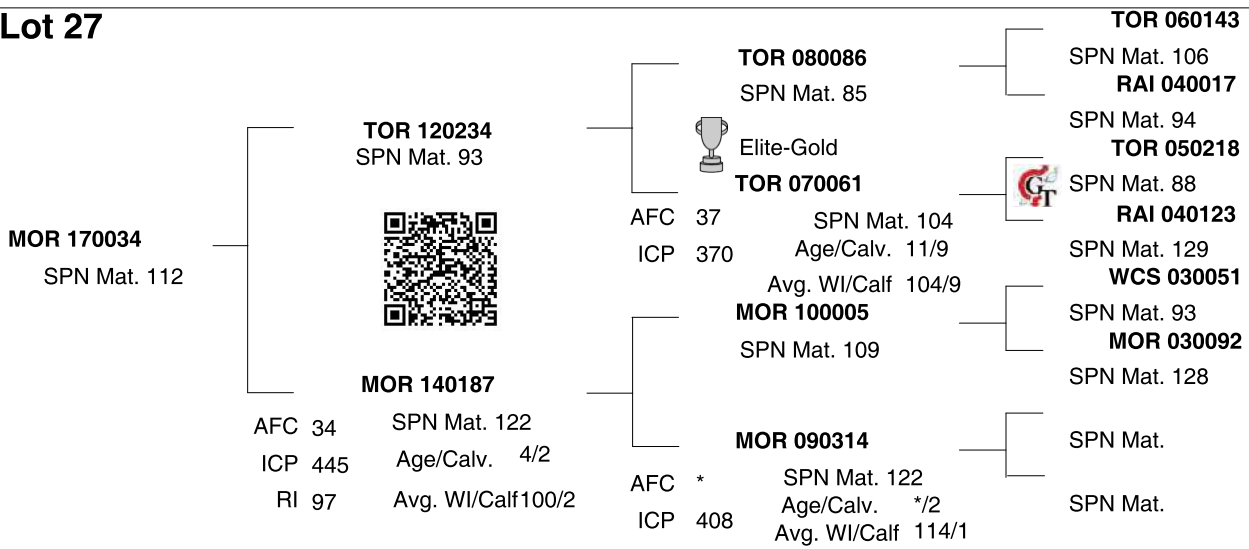 Lot 27
MOR 170034
SPN Mat. 112
TOR 120234
SPN Mat. 93
MOR 140187
AFC 34 SPN Mat. 122
ICP 445 Age/Calv. 4/2
RI 97 Avg. WI/Calf100/2
TOR 080086
SPN Mat. 85
Elite-Gold
TOR 070061
AFC 37 SPN Mat. 104
ICP 370 Age/Calv. 11/9
Avg. WI/Calf 104/9
MOR 100005
SPN Mat. 109
MOR 090314
AFC * SPN Mat. 122
Age/Calv. */2
ICP 408 Avg. WI/Calf 114/1
TOR 060143
SPN Mat. 106
RAI 040017
SPN Mat. 94
TOR 050218
GT SPN Mat. 88
RAI 040123
SPN Mat. 129
WCS 030051
SPN Mat. 93
MOR 030092
SPN Mat. 128
SPN Mat.
SPN Mat.